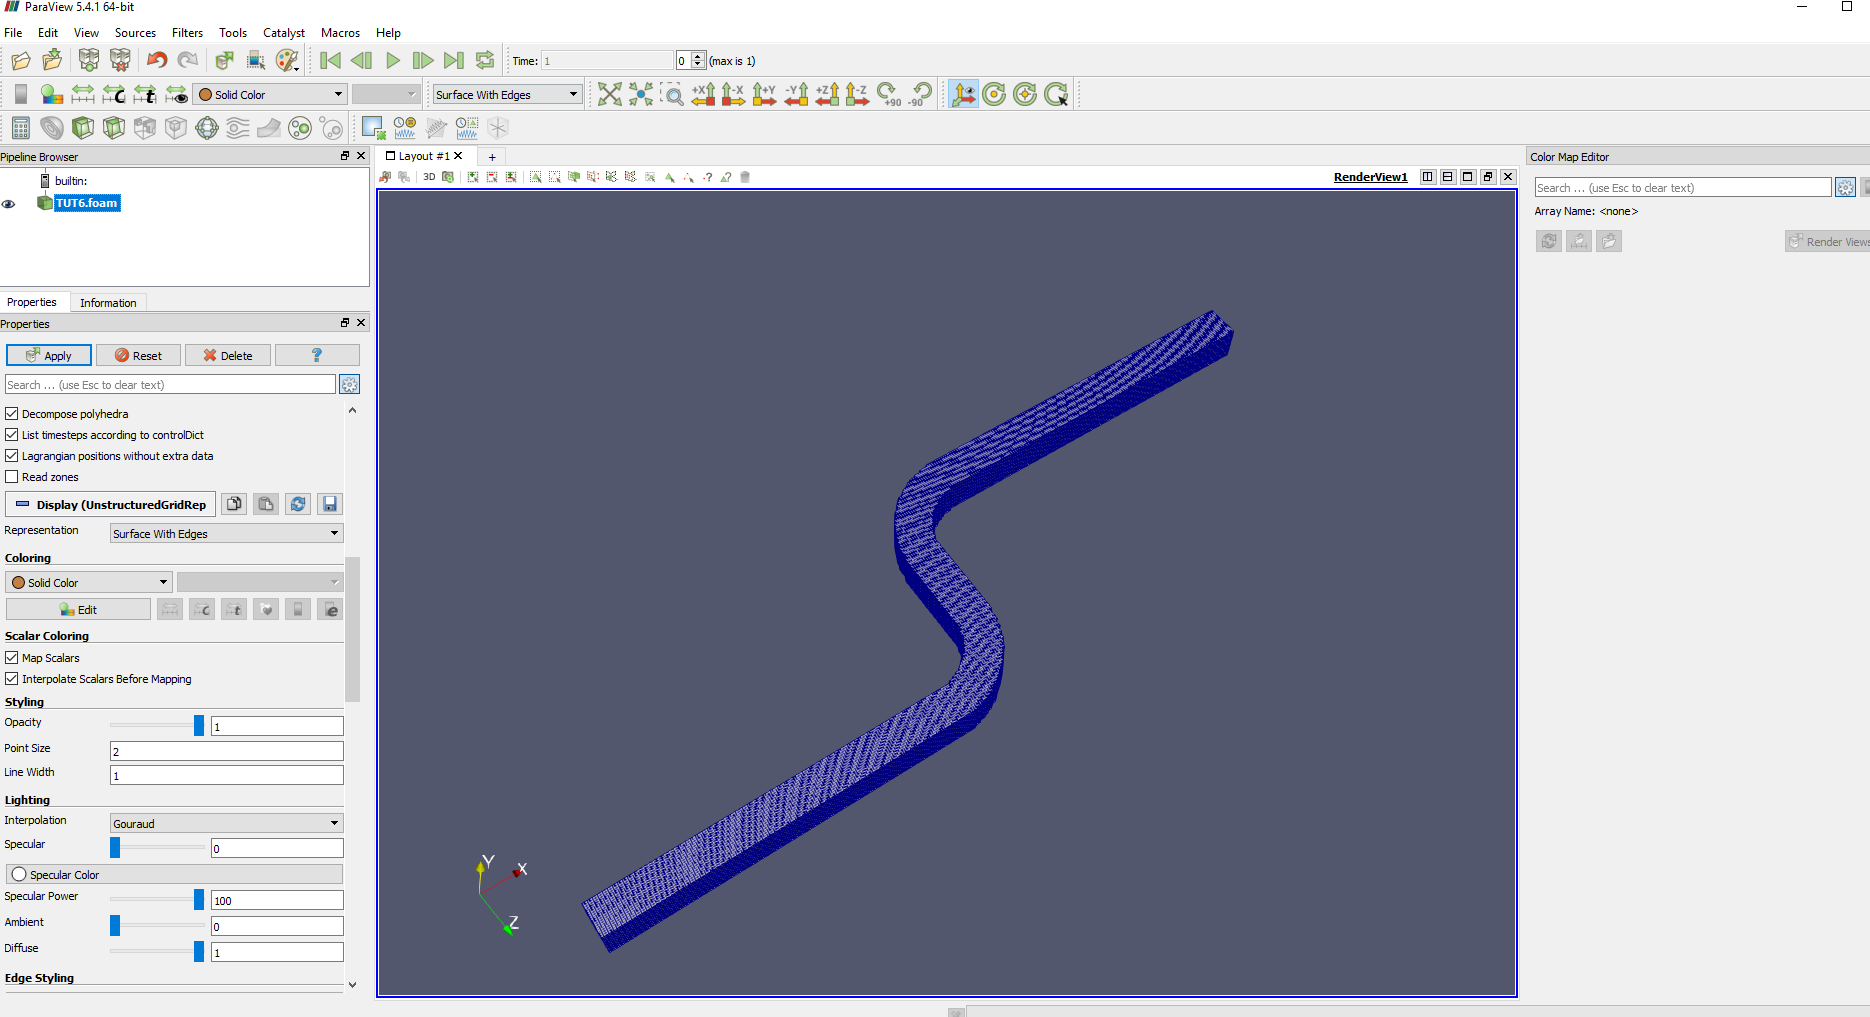 ParaView 5.4.1 64-bit
File Edit View Sources Filters Tools Catalyst Macros Help
Time: 1 0 (max is 1)
Solid Color Surface With Edges +X -X +Y -Y +Z -Z +90 -90
Pipeline Browser
builtin:
TUT6.foam
Properties Information
Properties
Apply Reset Delete ?
Search ... (use Esc to clear text)
Decompose polyhedra
List timesteps according to controlDict
Lagrangian positions without extra data
Read zones
Display (UnstructuredGridRep
Representation Surface With Edges
Coloring
Solid Color
Edit
Scalar Coloring
Map Scalars
Interpolate Scalars Before Mapping
Styling
Opacity 1
Point Size 2
Line Width 1
Lighting
Interpolation Gouraud
Specular 0
Specular Color
Specular Power 100
Ambient 0
Diffuse 1
Edge Styling
Layout #1 +
3D RenderView1
Y
X
Z
Color Map Editor
Search ... (use Esc to clear text)
Array Name: <none>
Render Views